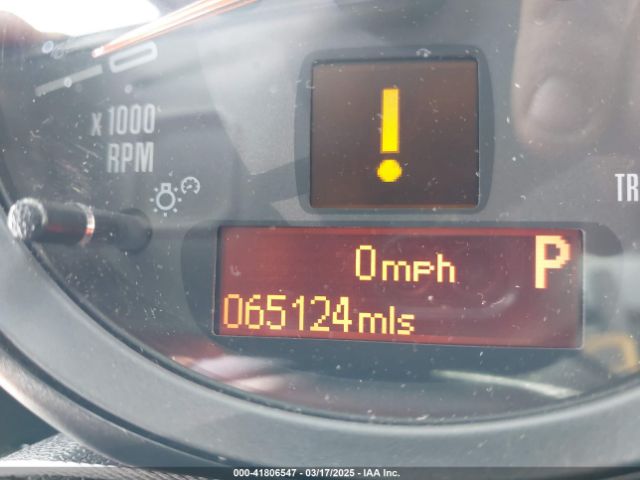 x 1000
RPM
!
TR
0mph P
065124mls
000-41806547 - 03/17/2025 - IAA Inc.